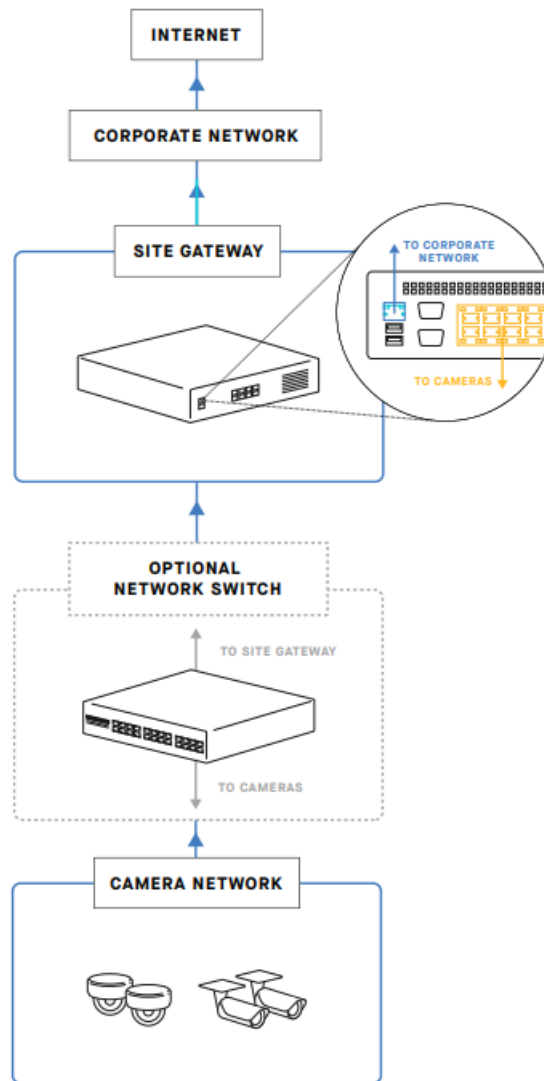 INTERNET
CORPORATE NETWORK
SITE GATEWAY
TO CORPORATE
NETWORK
TO CAMERAS
OPTIONAL
NETWORK SWITCH
TO SITE GATEWAY
TO CAMERAS
CAMERA NETWORK